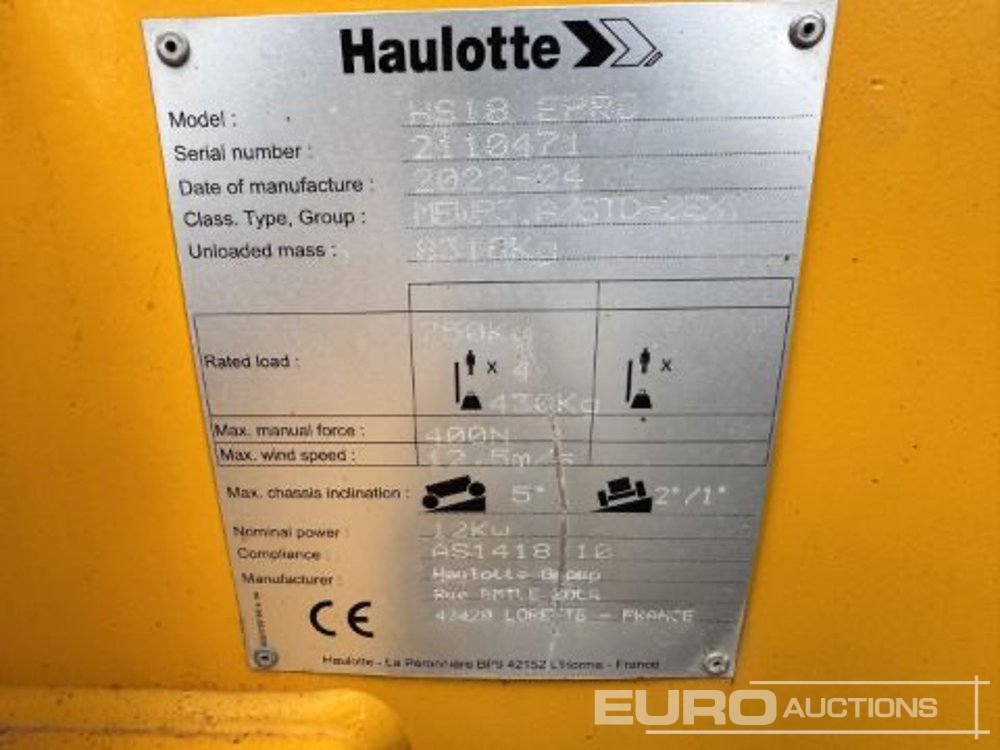 Haulotte
Model : HS18 EPRO
Serial number : 2110471
Date of manufacture : 2022-04
Class. Type, Group :
Unloaded mass :
750Kg
Rated load : X 4 X
430Kg
Max. manual force : 400N
Max. wind speed : 12.5m/s
Max. chassis inclination : 5° 2°/1°
Nominal power : 12Kw
Compliance : AS1418 10
Manufacturer : Haulotte Group
Rue EMILE ZOLA
42420 LORETTE - FRANCE
CE
Haulotte - La Péronnière BP9 42152 L'Horme - France
EURO AUCTIONS